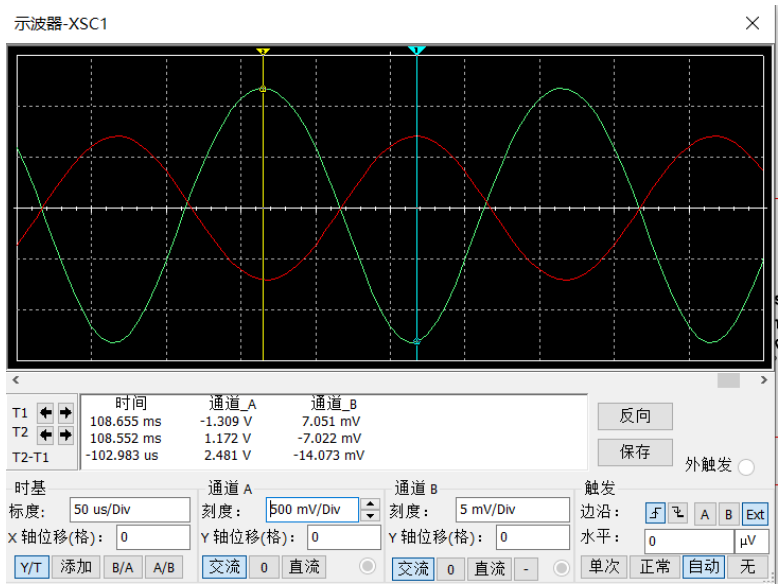 示波器-XSC1
2
1
时间 通道_A 通道_B
T1 108.655 ms -1.309 V 7.051 mV
T2 108.552 ms 1.172 V -7.022 mV
T2-T1 -102.983 us 2.481 V -14.073 mV
反向
保存
外触发
时基
标度: 50 us/Div
X 轴位移(格): 0
Y/T 添加 B/A A/B
通道 A
刻度: 500 mV/Div
Y 轴位移(格): 0
交流 0 直流
通道 B
刻度: 5 mV/Div
Y 轴位移(格): 0
交流 0 直流 -
触发
边沿: A B Ext
水平: 0 μV
单次 正常 自动 无